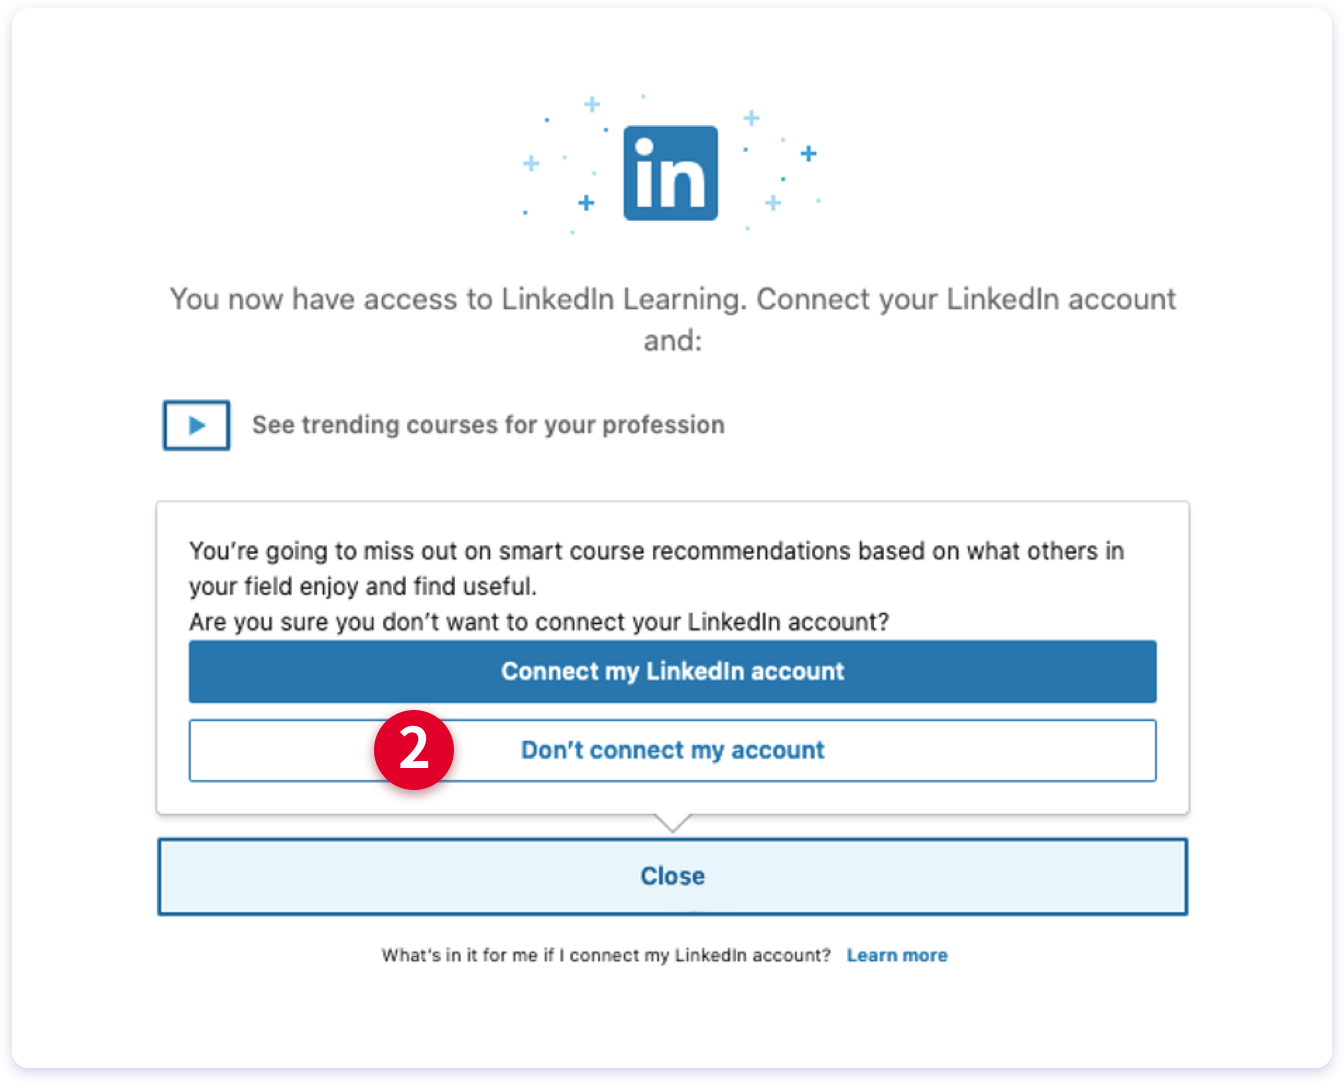 in
You now have access to LinkedIn Learning. Connect your LinkedIn account
and:
See trending courses for your profession
You're going to miss out on smart course recommendations based on what others in
your field enjoy and find useful.
Are you sure you don't want to connect your LinkedIn account?
Connect my LinkedIn account
2
Don't connect my account
Close
What's in it for me if I connect my LinkedIn account? Learn more